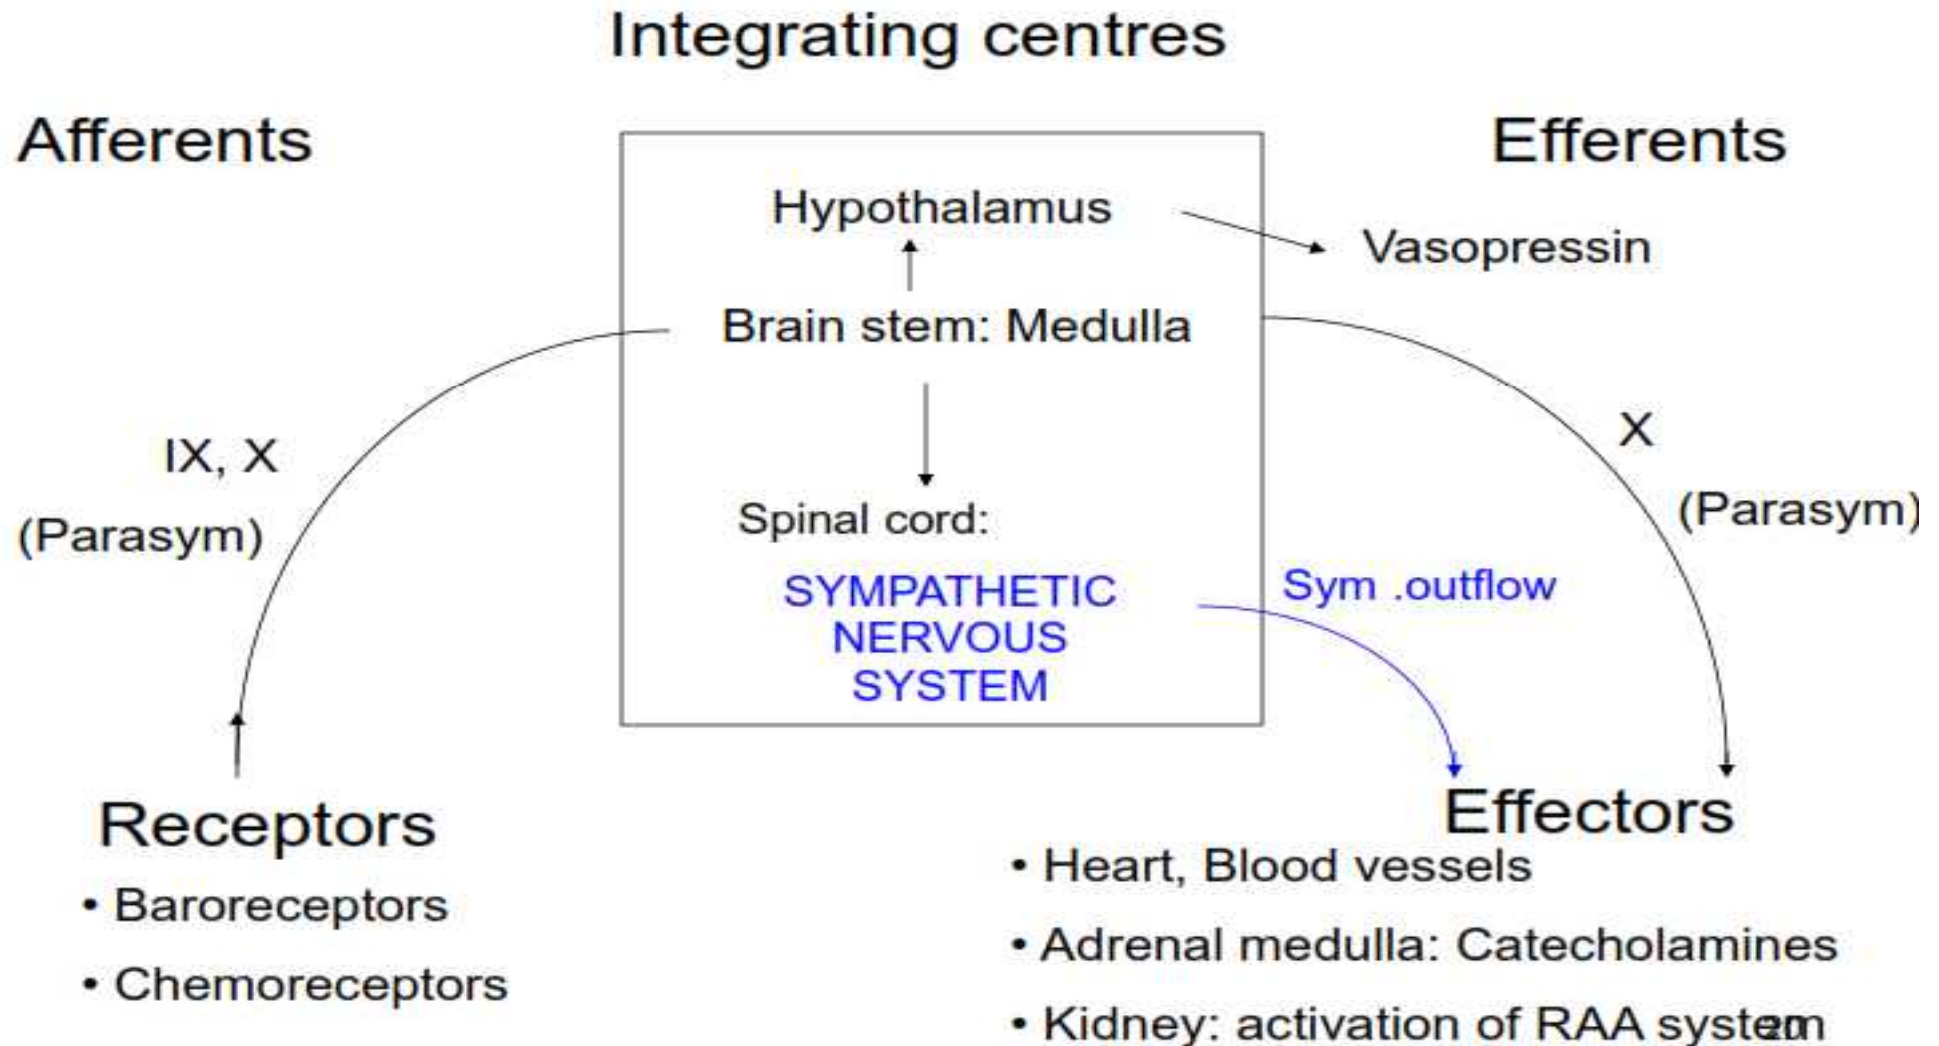 Integrating centres
Afferents
Efferents
Hypothalamus
Vasopressin
Brain stem: Medulla
IX, X
(Parasym)
X
(Parasym)
Spinal cord:
SYMPATHETIC
NERVOUS
SYSTEM
Sym .outflow
Receptors
• Baroreceptors
• Chemoreceptors
Effectors
• Heart, Blood vessels
• Adrenal medulla: Catecholamines
• Kidney: activation of RAA system